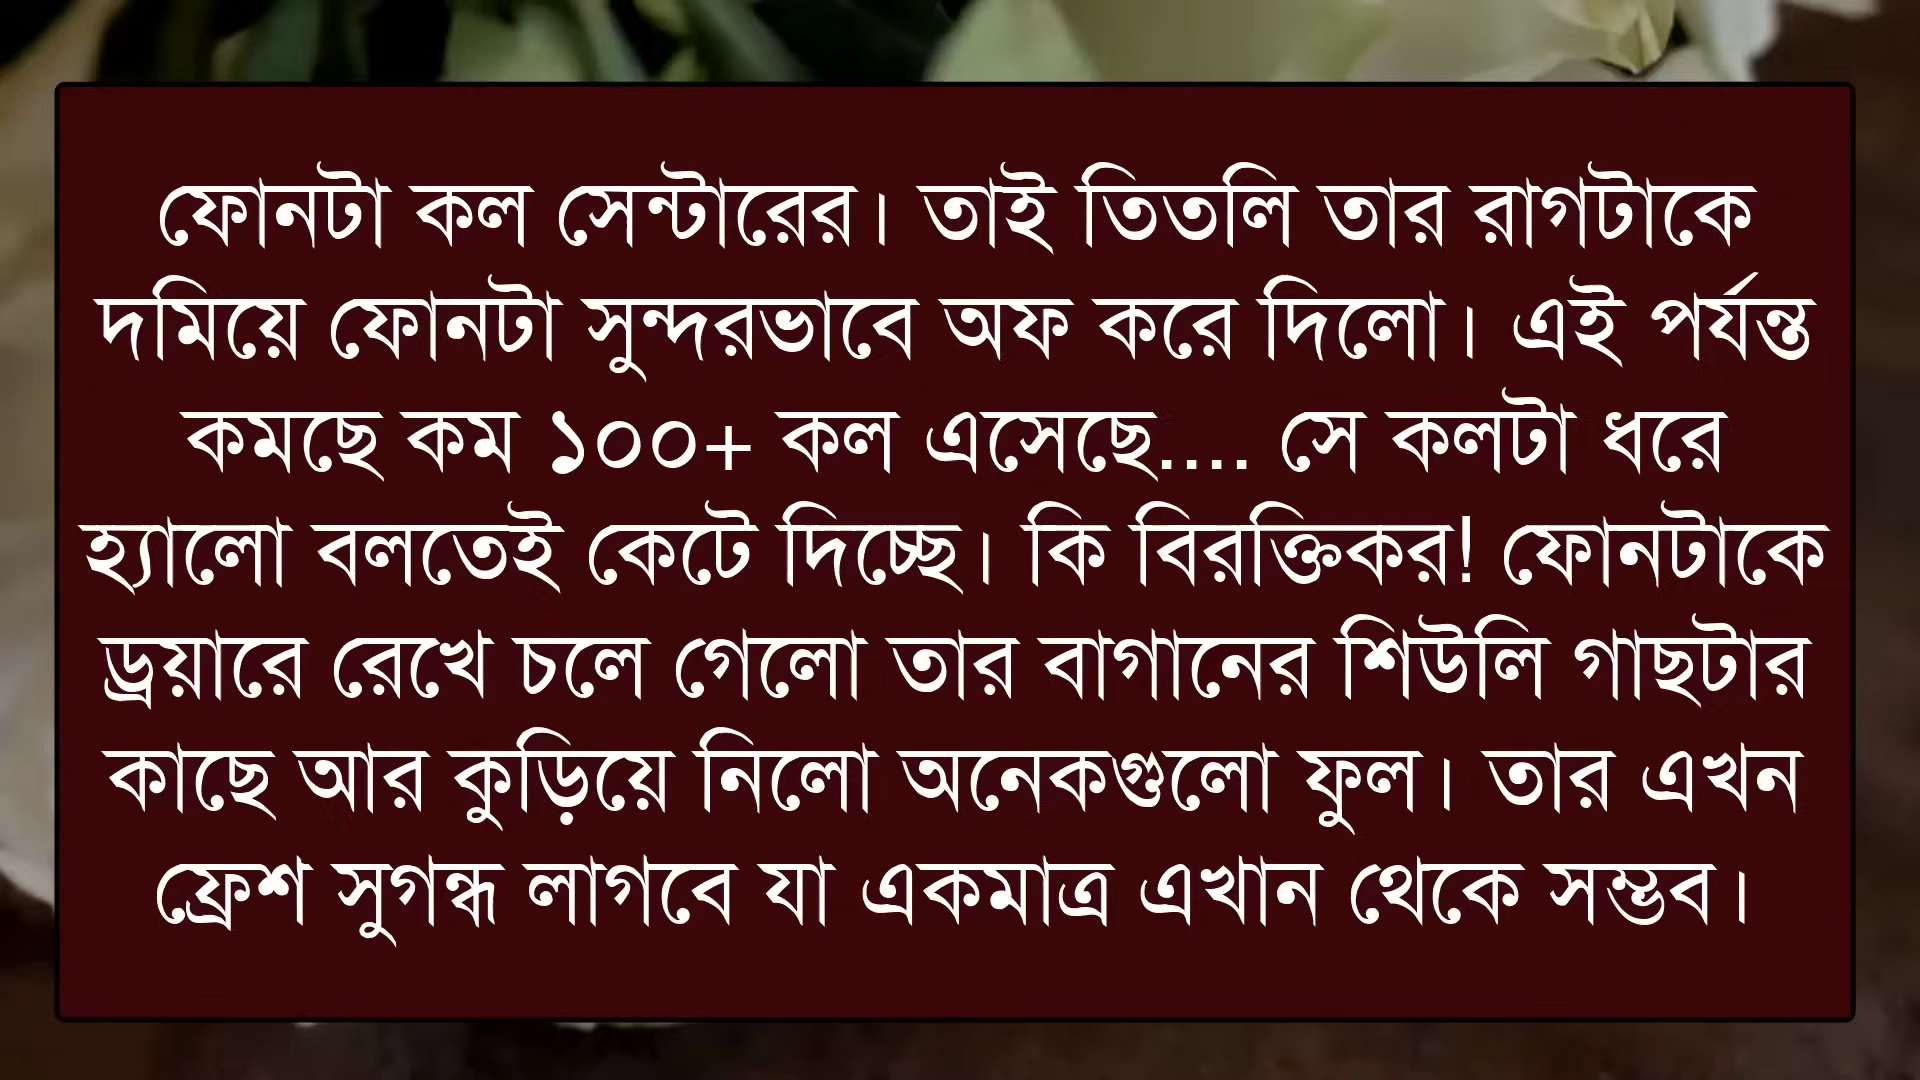 ফোনটা কল সেন্টারের। তাই তিতলি তার রাগটাকে
দমিয়ে ফোনটা সুন্দরভাবে অফ করে দিলো। এই পর্যন্ত
কমছে কম ১০০+ কল এসেছে.... সে কলটা ধরে
হ্যালো বলতেই কেটে দিচ্ছে। কি বিরক্তিকর! ফোনটাকে
ড্রয়ারে রেখে চলে গেলো তার বাগানের শিউলি গাছটার
কাছে আর কুড়িয়ে নিলো অনেকগুলো ফুল। তার এখন
ফ্রেশ সুগন্ধ লাগবে যা একমাত্র এখান থেকে সম্ভব।